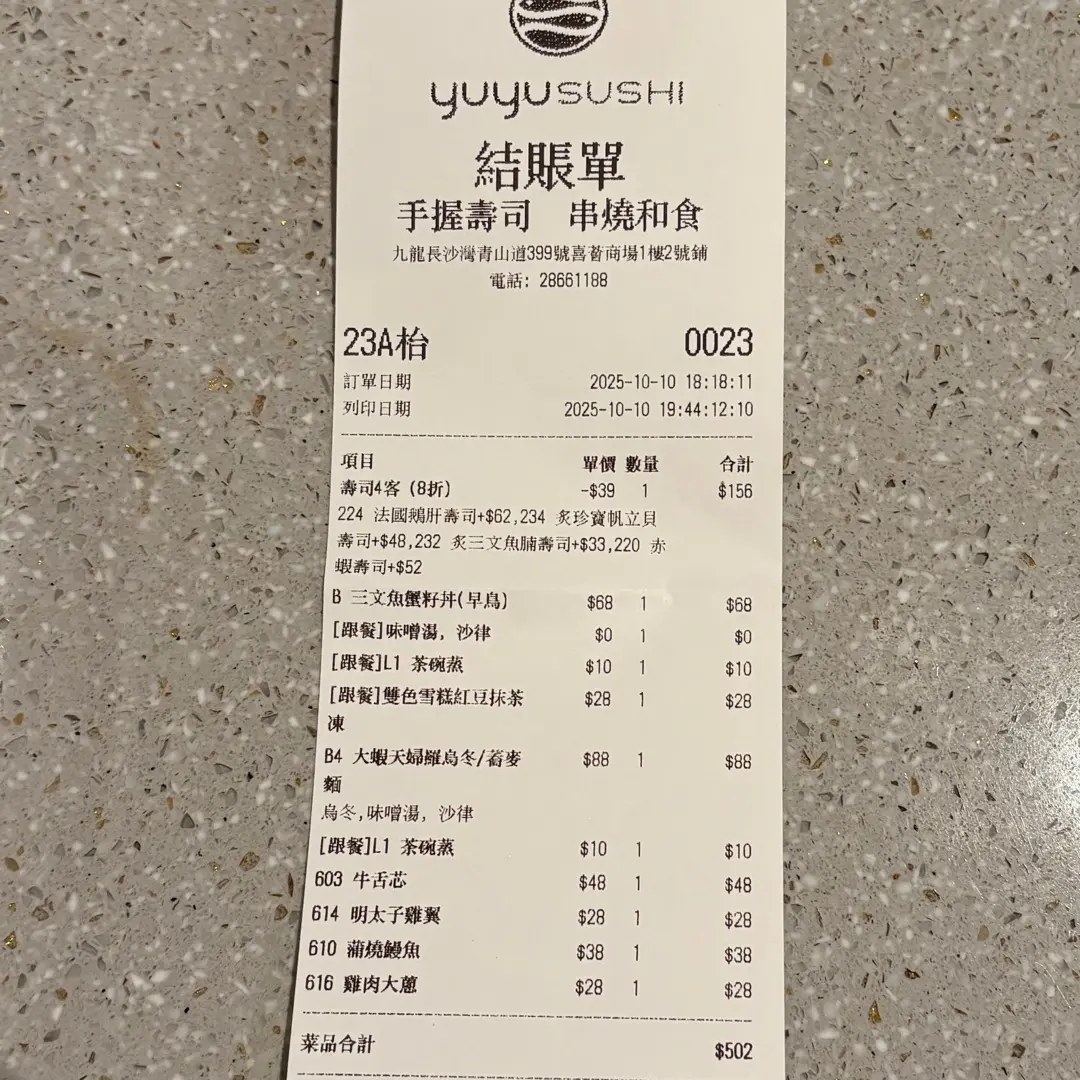 yuyu SUSHI
結賬單
手握壽司 串燒和食
九龍長沙灣青山道399號喜薈商場1樓2號鋪
電話: 28661188
23A枱 0023
訂單日期 2025-10-10 18:18:11
列印日期 2025-10-10 19:44:12:10
項目 單價 數量 合計
壽司4客 (8折) -$39 1 $156
224 法國鵝肝壽司+$62,234 炙珍寶帆立貝
壽司+$48,232 炙三文魚腩壽司+$33,220 赤
蝦壽司+$52
B 三文魚蟹籽丼(早鳥) $68 1 $68
[跟餐]味噌湯, 沙律 $0 1 $0
[跟餐]L1 茶碗蒸 $10 1 $10
[跟餐]雙色雪糕紅豆抹茶 $28 1 $28
凍
B4 大蝦天婦羅烏冬/蕎麥 $88 1 $88
麵
烏冬,味噌湯, 沙律
[跟餐]L1 茶碗蒸 $10 1 $10
603 牛舌芯 $48 1 $48
614 明太子雞翼 $28 1 $28
610 蒲燒鰻魚 $38 1 $38
616 雞肉大蔥 $28 1 $28
菜品合計 $502